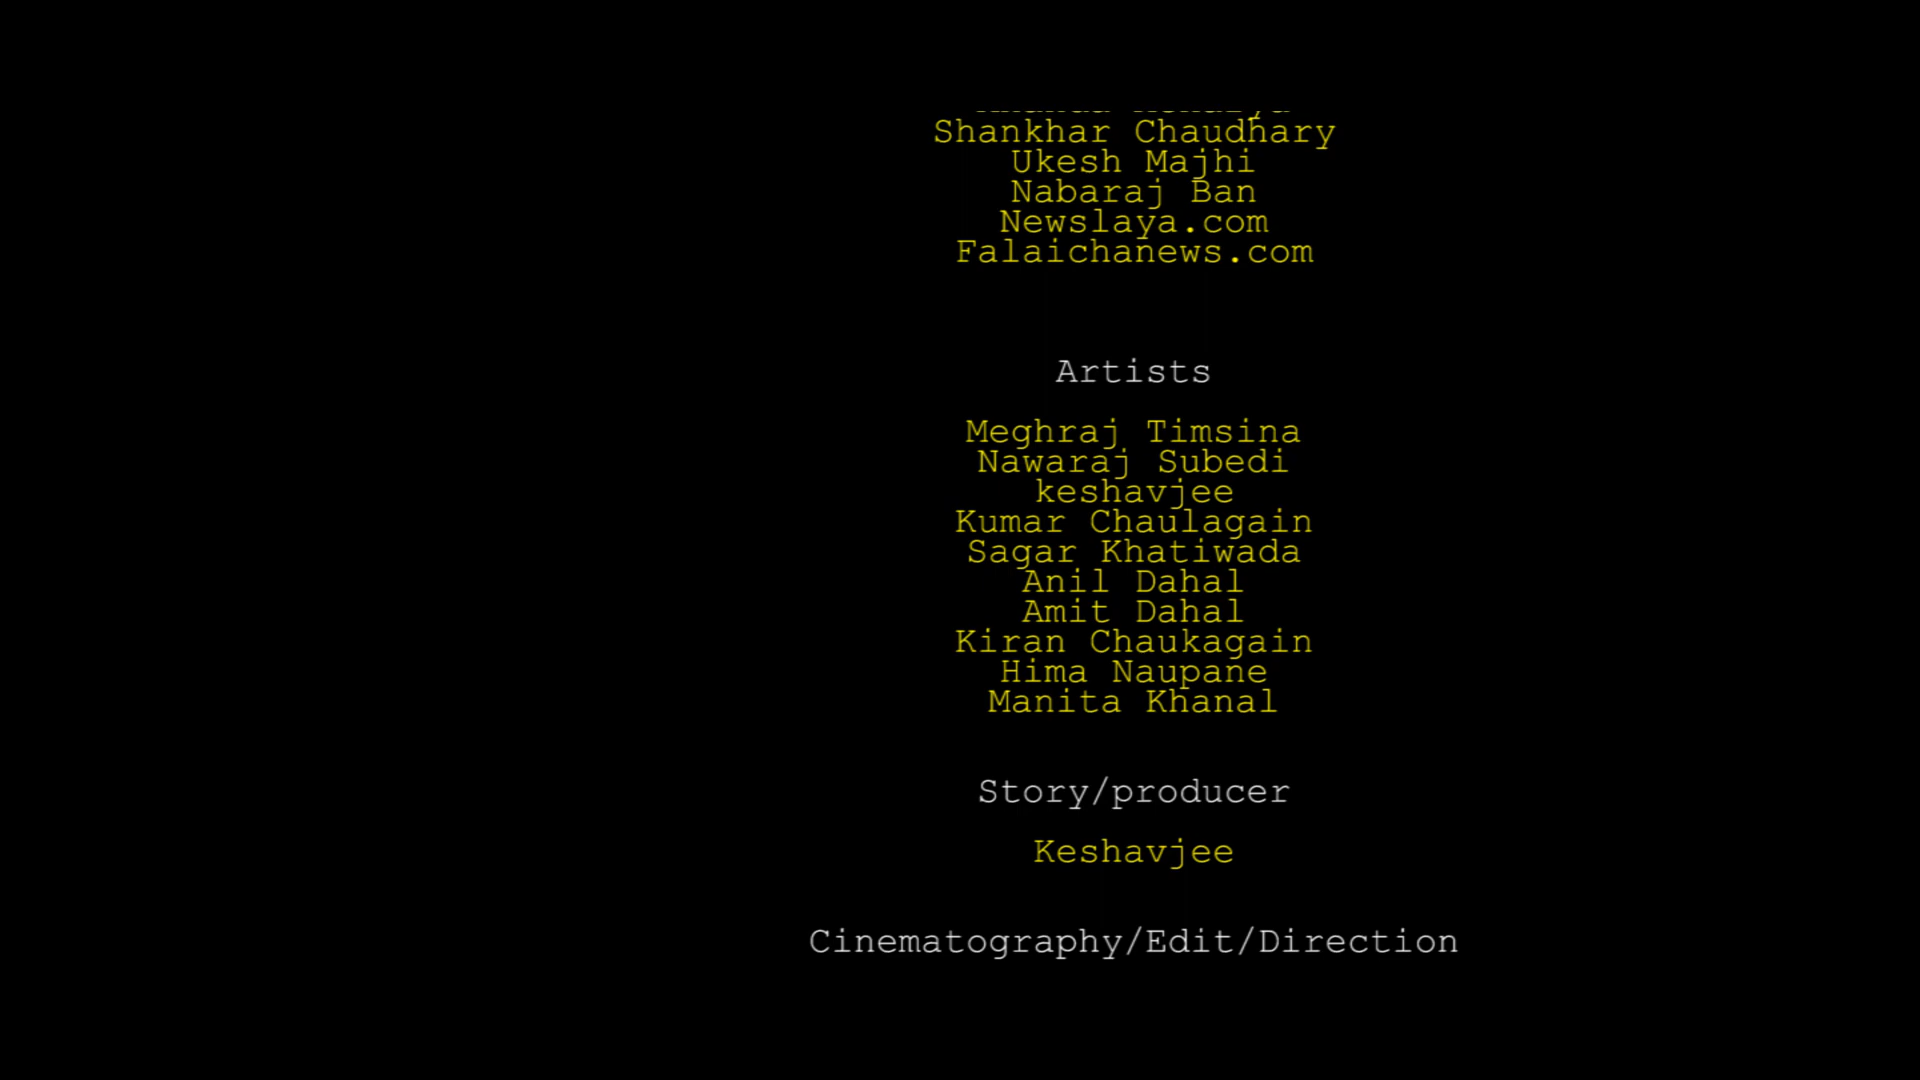 Shankhar Chaudhary
Ukesh Majhi
Nabaraj Ban
Newslaya.com
Falaichanews.com
Artists
Meghraj Timsina
Nawaraj Subedi
keshavjee
Kumar Chaulagain
Sagar Khatiwada
Anil Dahal
Amit Dahal
Kiran Chaukagain
Hima Naupane
Manita Khanal
Story/producer
Keshavjee
Cinematography/Edit/Direction